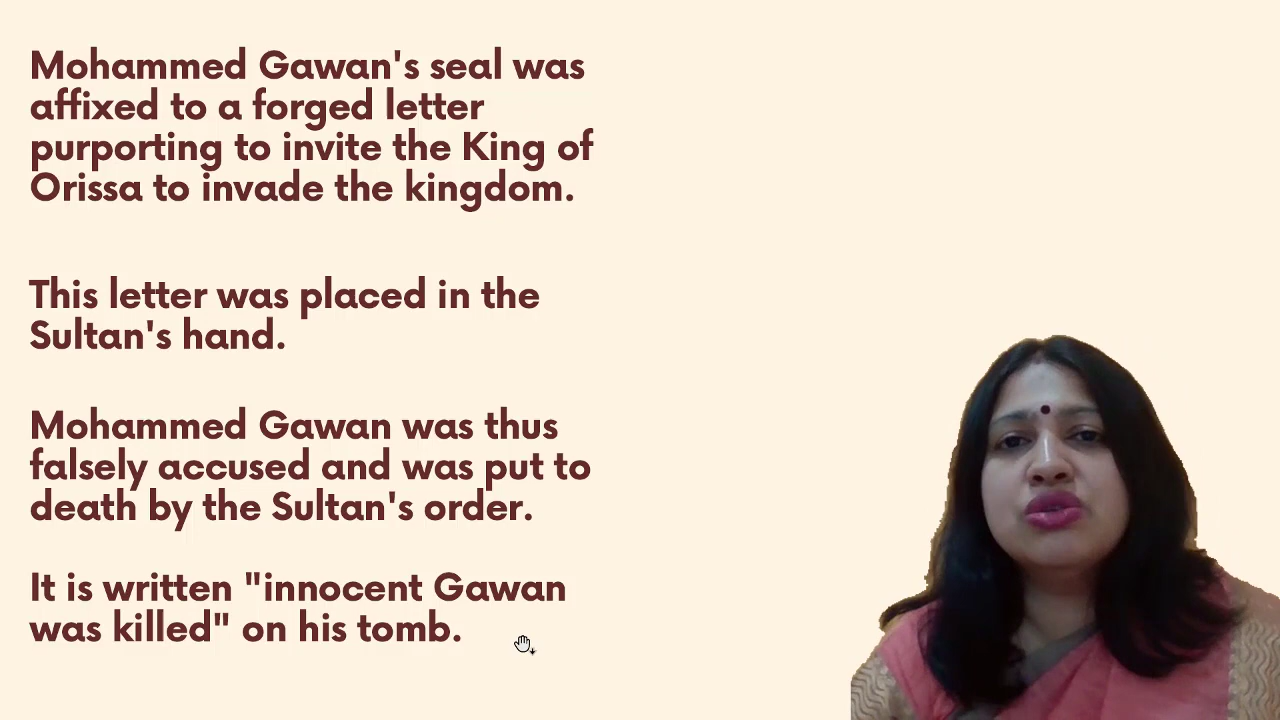 Mohammed Gawan's seal was
affixed to a forged letter
purporting to invite the King of
Orissa to invade the kingdom.
This letter was placed in the
Sultan's hand.
Mohammed Gawan was thus
falsely accused and was put to
death by the Sultan's order.
It is written "innocent Gawan
was killed" on his tomb.